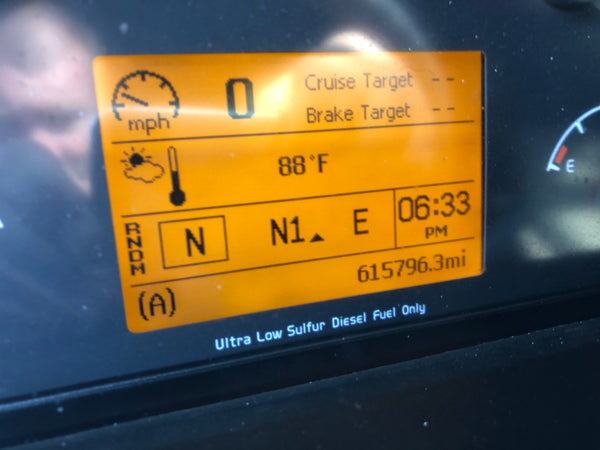 0 Cruise Target --
mph Brake Target --
88°F
R
N
D
M
N N1 E 06:33
PM
615796.3mi
(A)
Ultra Low Sulfur Diesel Fuel Only
E